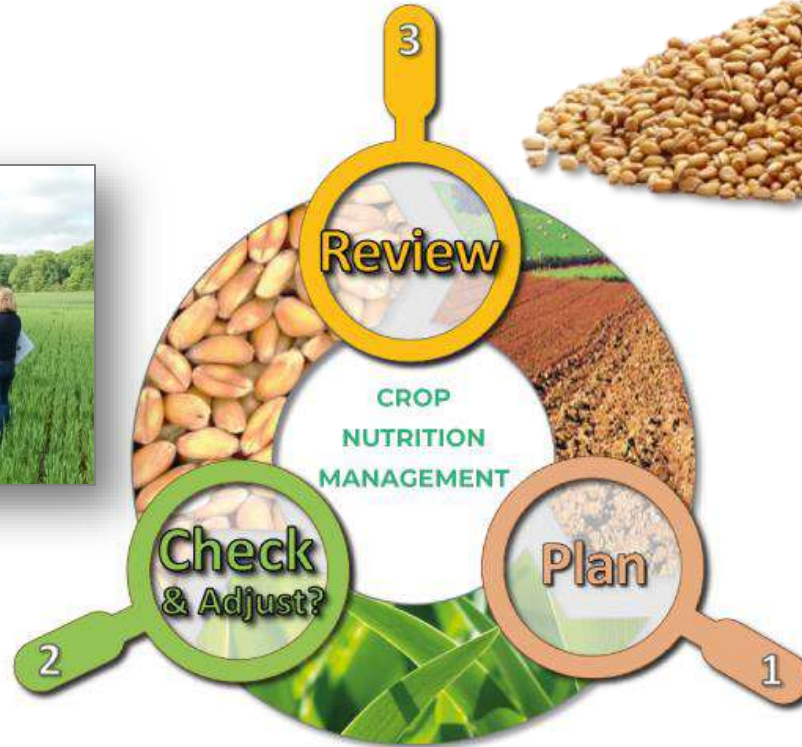 3
Review
CROP
NUTRITION
MANAGEMENT
Check
& Adjust?
Plan
2
1